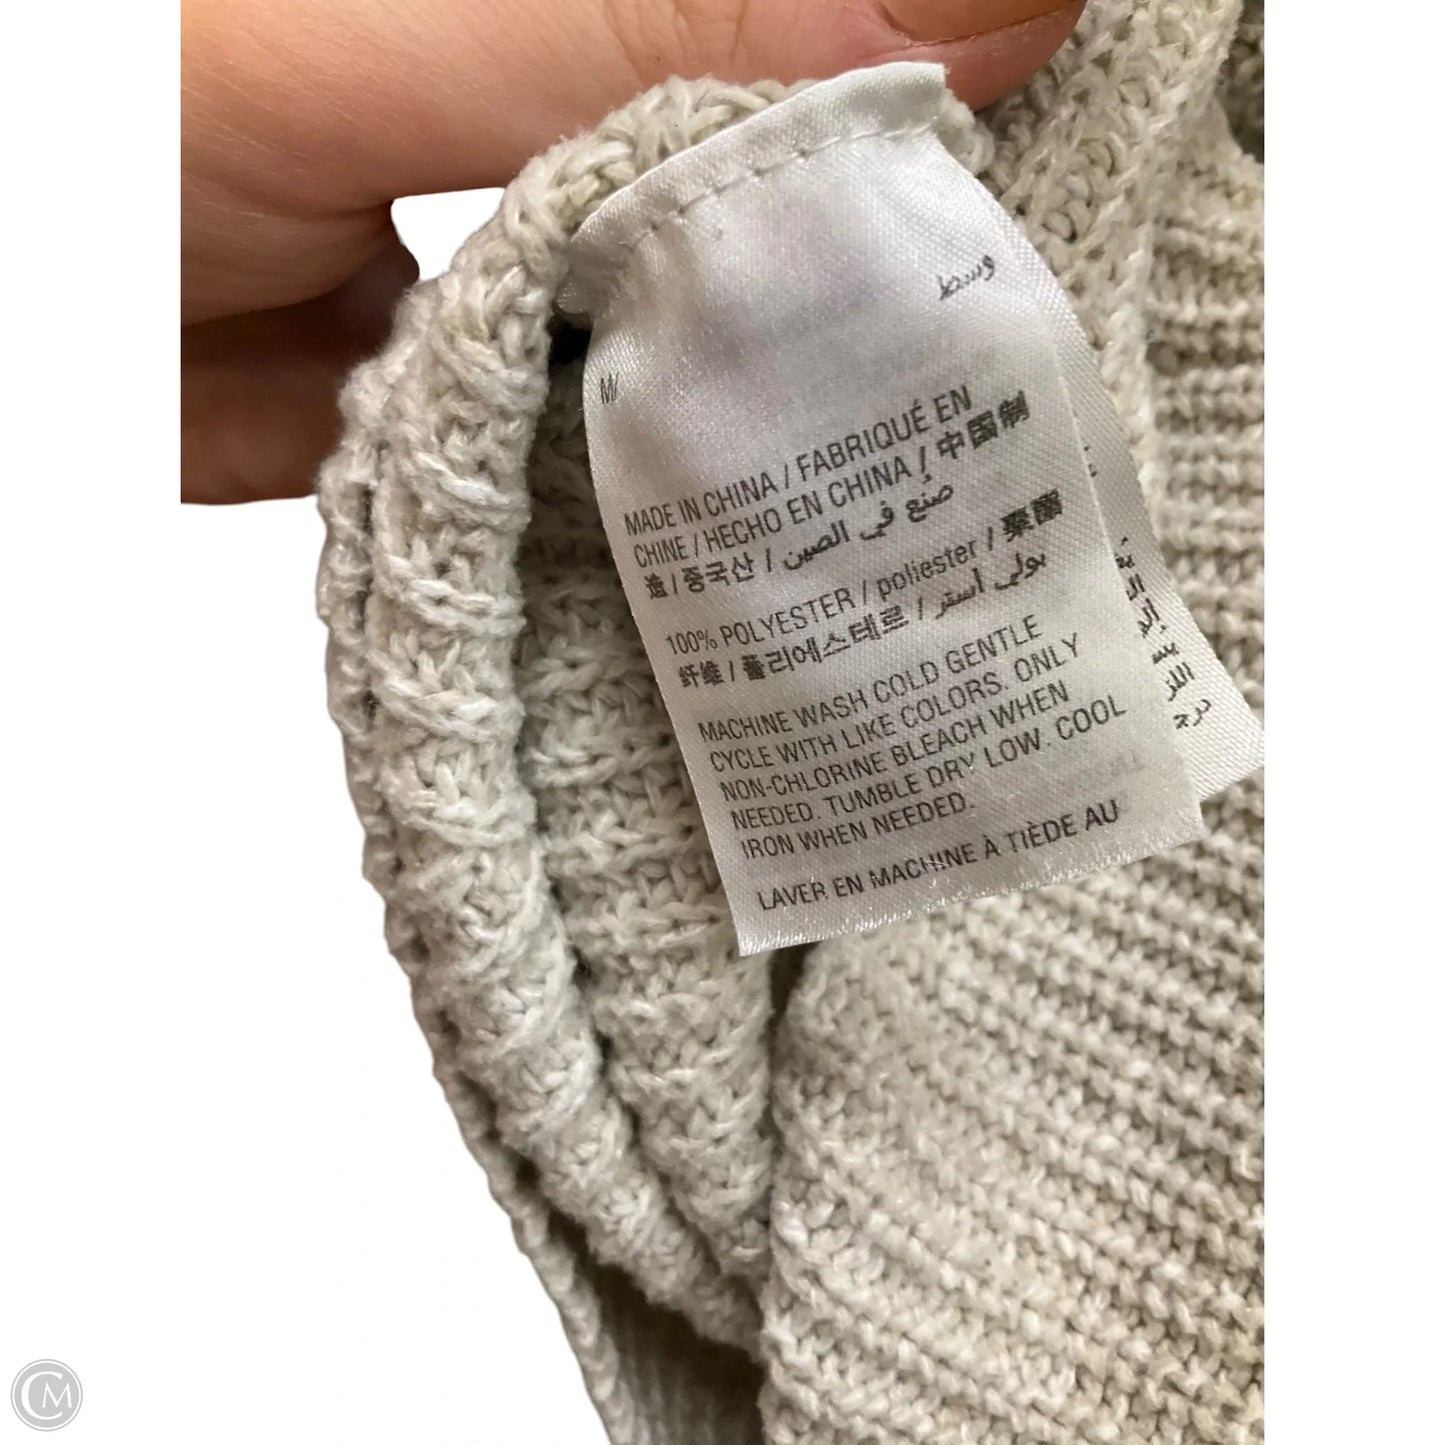 M/
وسط
MADE IN CHINA / FABRIQUÉ EN
CHINE / HECHO EN CHINA / 中国制
造 / 중국산 / صُنع في الصين
100% POLYESTER / poliester / 聚酯
纤维 / 폴리에스테르 / بولي أستر
MACHINE WASH COLD GENTLE
CYCLE WITH LIKE COLORS. ONLY
NON-CHLORINE BLEACH WHEN
NEEDED. TUMBLE DRY LOW. COOL
IRON WHEN NEEDED.
LAVER EN MACHINE À TIÈDE AU
CM